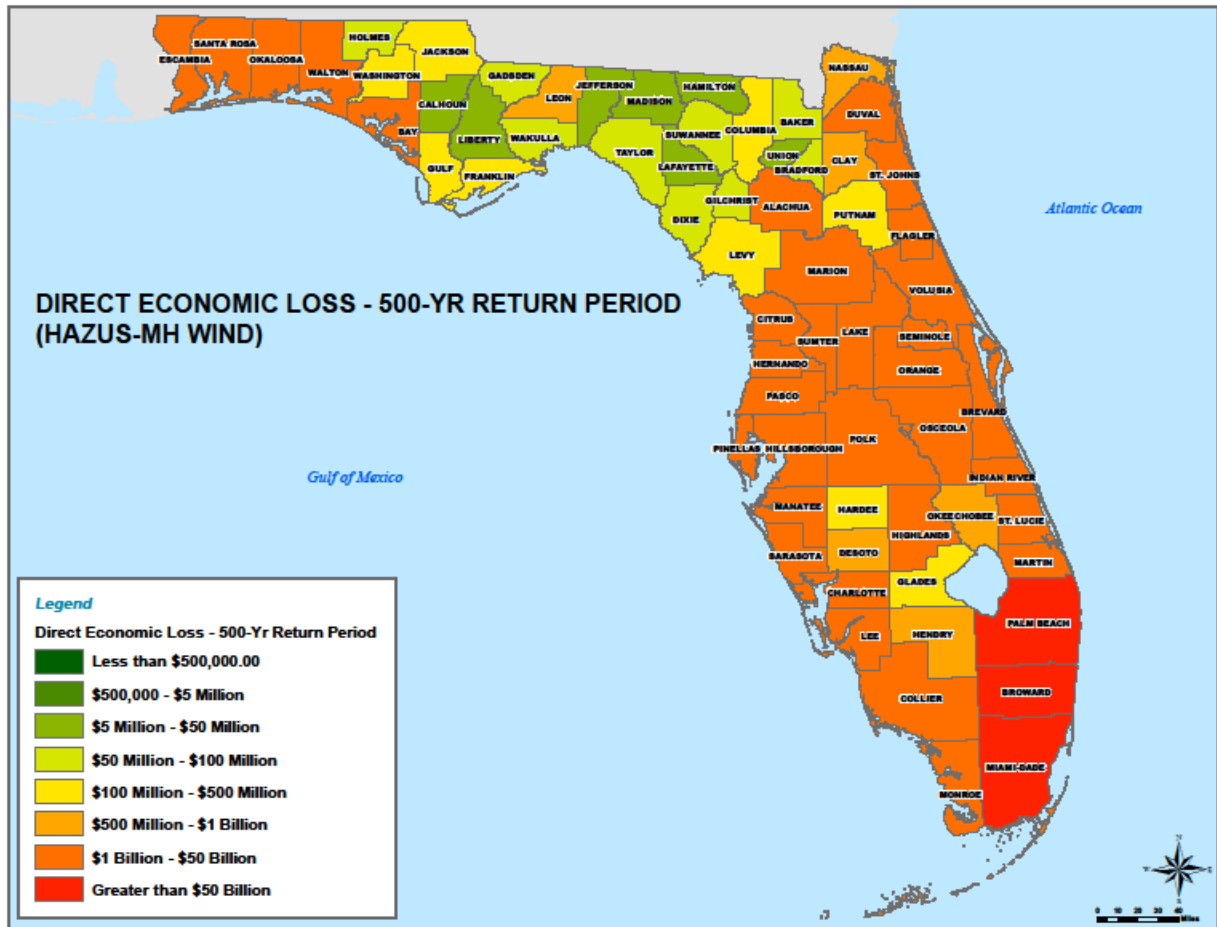 HOLMES
JACKSON
SANTA ROSA
ESCAMBIA
OKALOOSA
WALTON
WASHINGTON
GADSDEN
NASSAU
CALHOUN
LEON
JEFFERSON
MADISON
HAMILTON
DUVAL
BAY
LIBERTY
WAKULLA
SUWANNEE
COLUMBIA
BAKER
TAYLOR
UNION
CLAY
GULF
FRANKLIN
LAFAYETTE
BRADFORD
ST. JOHNS
GILCHRIST
ALACHUA
PUTNAM
Atlantic Ocean
DIXIE
FLAGLER
LEVY
MARION
VOLUSIA
DIRECT ECONOMIC LOSS - 500-YR RETURN PERIOD
(HAZUS-MH WIND)
CITRUS
LAKE
SUMTER
SEMINOLE
HERNANDO
ORANGE
PASCO
BREVARD
OSCEOLA
POLK
PINELLAS
HILLSBOROUGH
Gulf of Mexico
INDIAN RIVER
MANATEE
HARDEE
OKEECHOBEE
ST. LUCIE
HIGHLANDS
SARASOTA
DESOTO
MARTIN
GLADES
CHARLOTTE
PALM BEACH
LEE
HENDRY
BROWARD
COLLIER
MIAMI-DADE
MONROE
Legend
Direct Economic Loss - 500-Yr Return Period
Less than $500,000.00
$500,000 - $5 Million
$5 Million - $50 Million
$50 Million - $100 Million
$100 Million - $500 Million
$500 Million - $1 Billion
$1 Billion - $50 Billion
Greater than $50 Billion
N
E
S
0 10 20 30 40
Miles